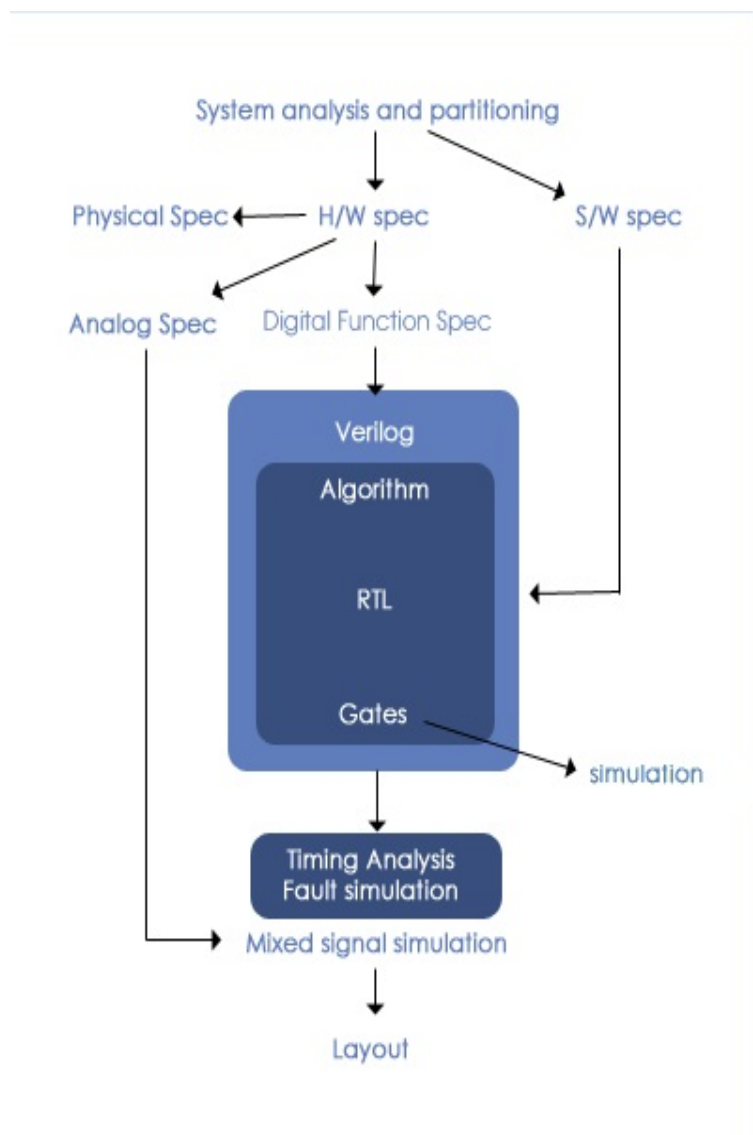 System analysis and partitioning
Physical Spec
H/W spec
S/W spec
Analog Spec
Digital Function Spec
Verilog
Algorithm
RTL
Gates
simulation
Timing Analysis
Fault simulation
Mixed signal simulation
Layout